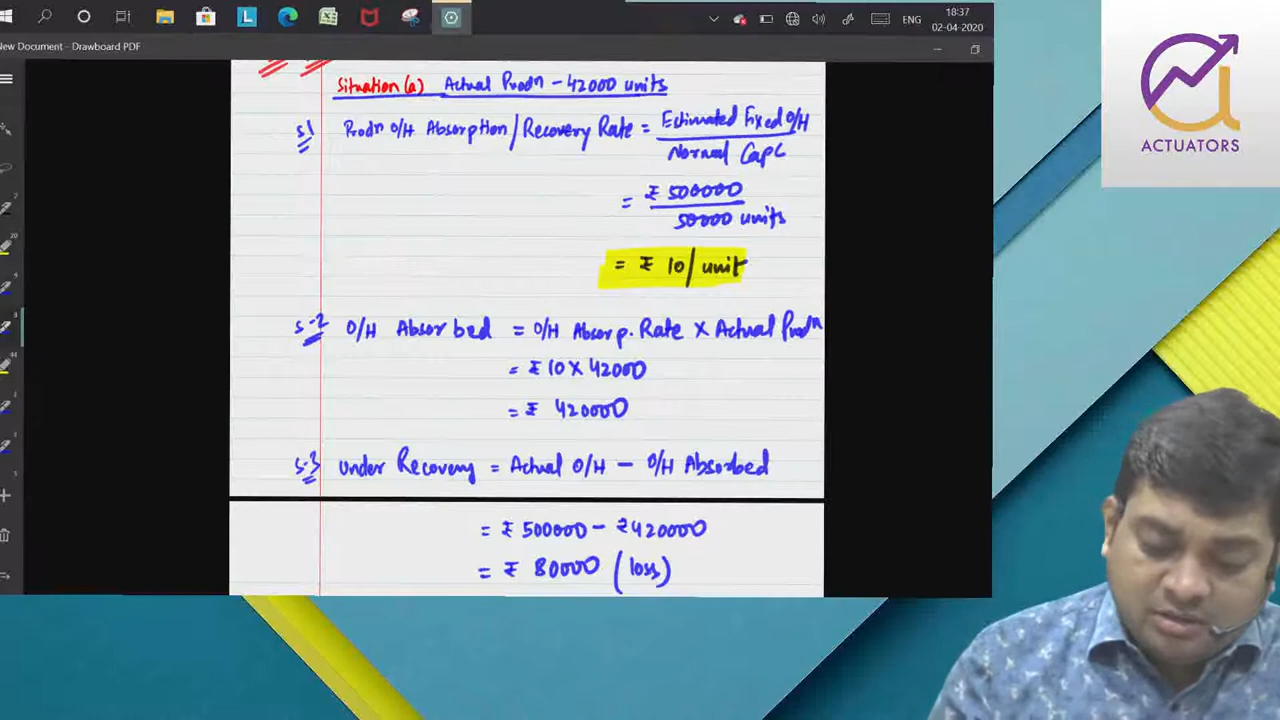 18:37
ENG
02-04-2020
New Document - Drawboard PDF
ACTUATORS
Situation (a) Actual Prodn - 42000 units
S1 Prodn O/H Absorption/Recovery Rate = Estimated Fixed O/H
Normal Cap.
= ₹ 500000
50000 units
= ₹ 10/unit
S-2 O/H Absorbed = O/H Absorp. Rate X Actual Prodn
= ₹ 10 X 42000
= ₹ 420000
S-3 Under Recovery = Actual O/H - O/H Absorbed
= ₹ 500000 - ₹ 420000
= ₹ 80000 (loss)